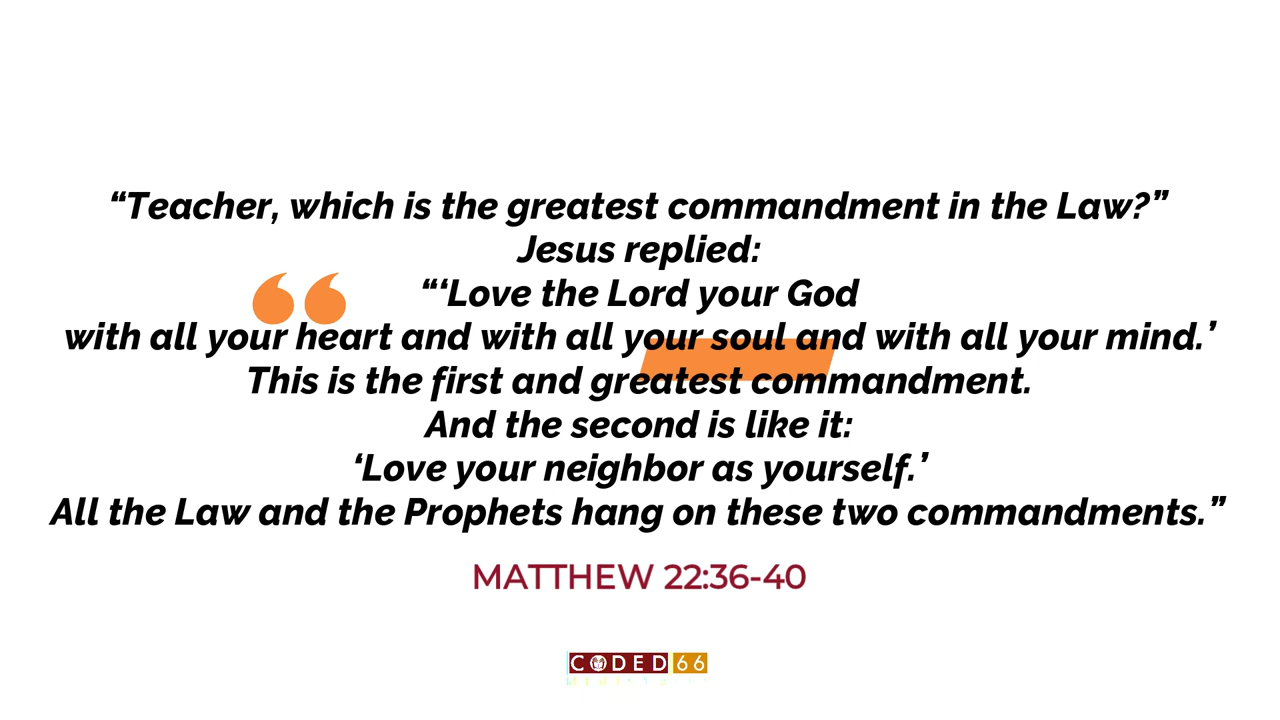 “Teacher, which is the greatest commandment in the Law?”
Jesus replied:
“‘Love the Lord your God
with all your heart and with all your soul and with all your mind.’
This is the first and greatest commandment.
And the second is like it:
‘Love your neighbor as yourself.’
All the Law and the Prophets hang on these two commandments.”
MATTHEW 22:36-40
CODED 66